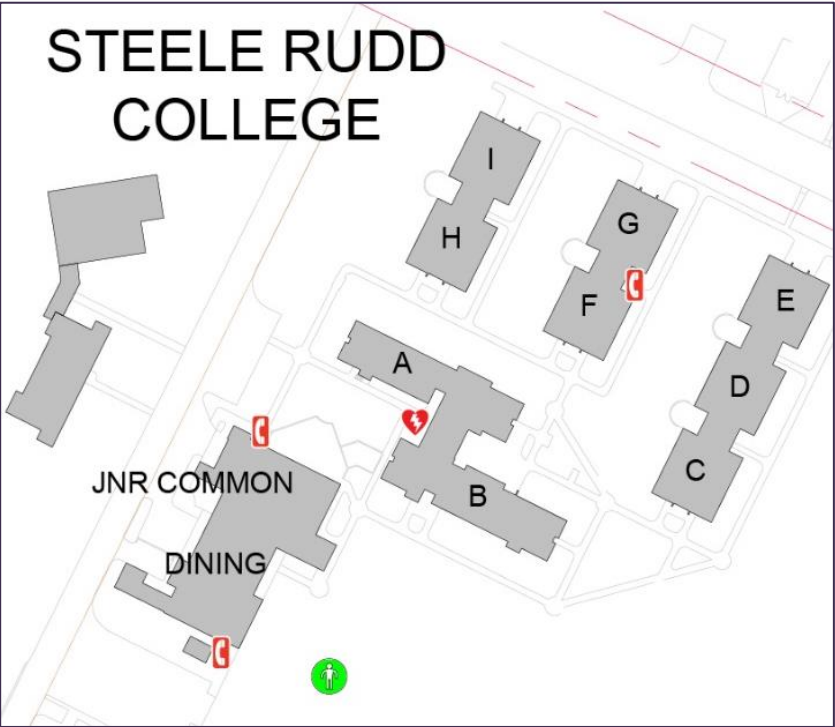 STEELE RUDD
COLLEGE
I
G
H
E
F
A
D
C
JNR COMMON
B
DINING